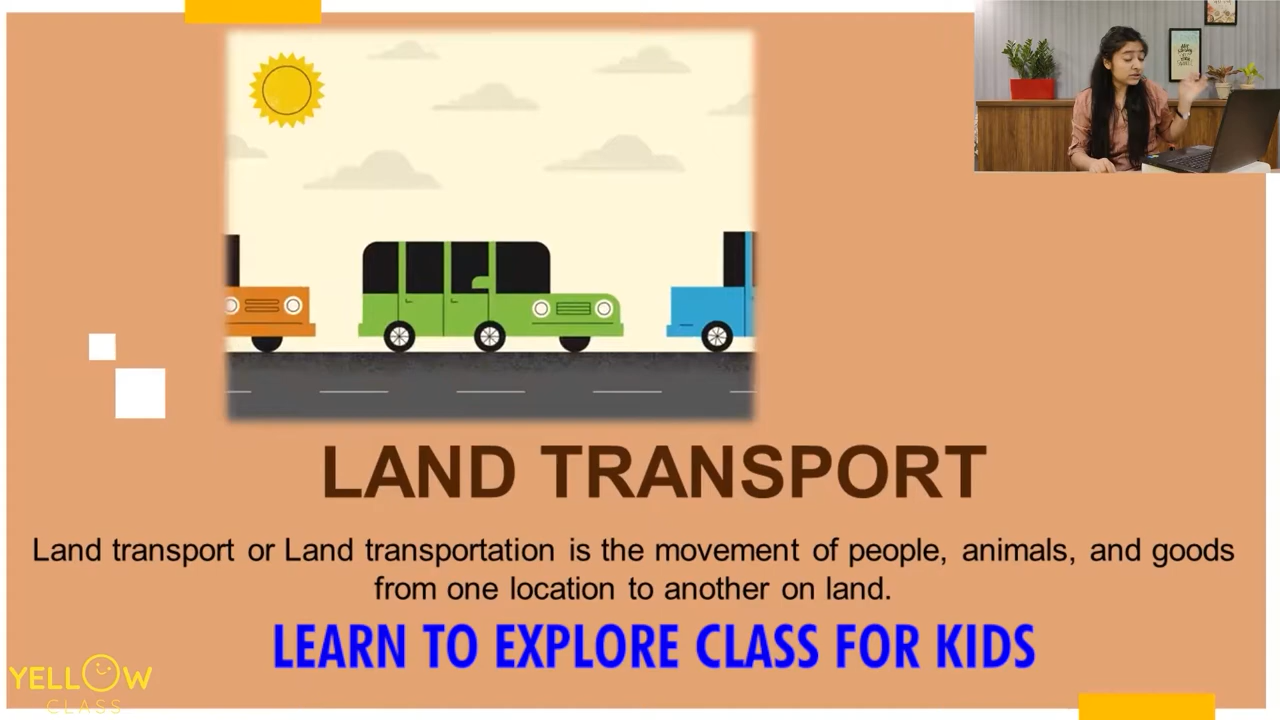 LAND TRANSPORT
Land transport or Land transportation is the movement of people, animals, and goods
from one location to another on land.
LEARN TO EXPLORE CLASS FOR KIDS
YELLOW
CLASS